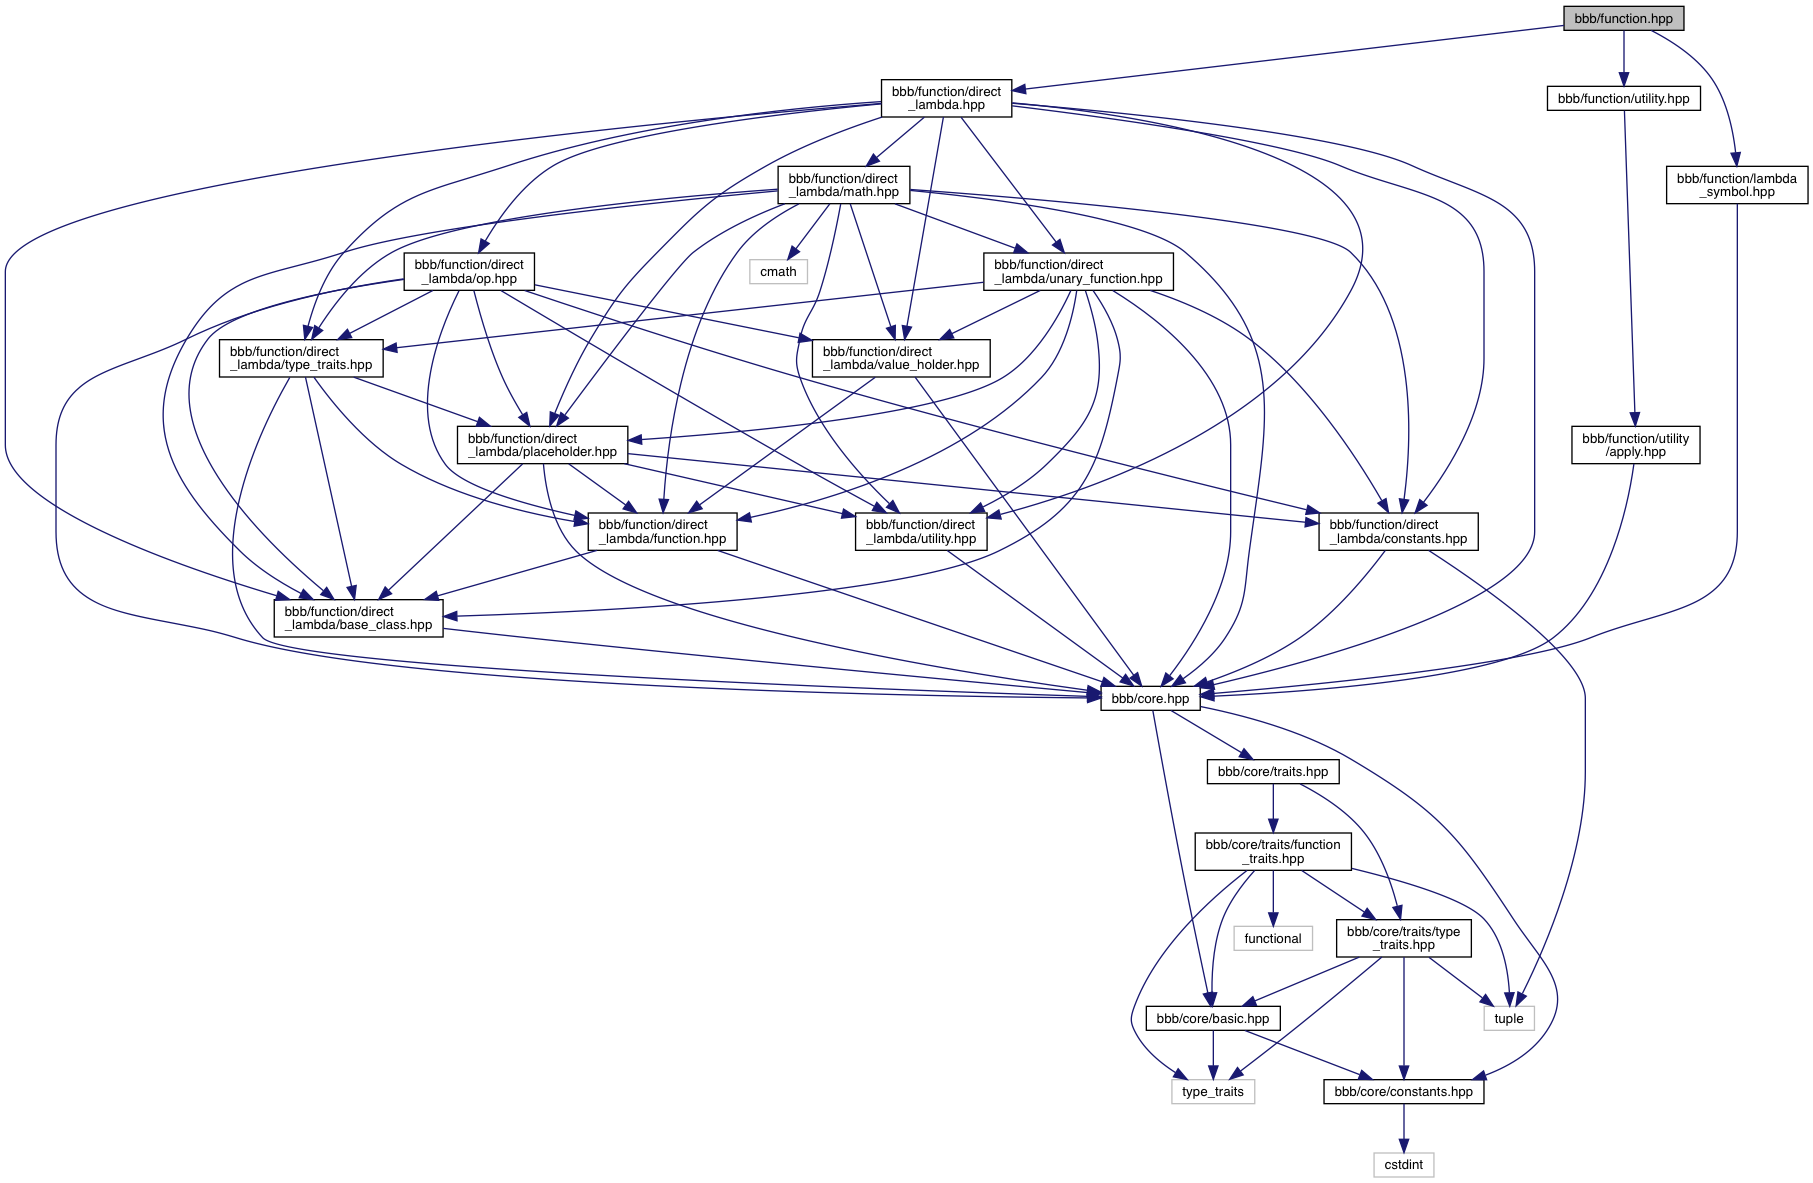 bbb/function.hpp
bbb/function/direct
_lambda.hpp
bbb/function/utility.hpp
bbb/function/direct
_lambda/math.hpp
bbb/function/lambda
_symbol.hpp
bbb/function/direct
_lambda/op.hpp
cmath
bbb/function/direct
_lambda/unary_function.hpp
bbb/function/direct
_lambda/type_traits.hpp
bbb/function/direct
_lambda/value_holder.hpp
bbb/function/direct
_lambda/placeholder.hpp
bbb/function/utility
/apply.hpp
bbb/function/direct
_lambda/function.hpp
bbb/function/direct
_lambda/utility.hpp
bbb/function/direct
_lambda/constants.hpp
bbb/function/direct
_lambda/base_class.hpp
bbb/core.hpp
bbb/core/traits.hpp
bbb/core/traits/function
_traits.hpp
functional
bbb/core/traits/type
_traits.hpp
bbb/core/basic.hpp
tuple
type_traits
bbb/core/constants.hpp
cstdint